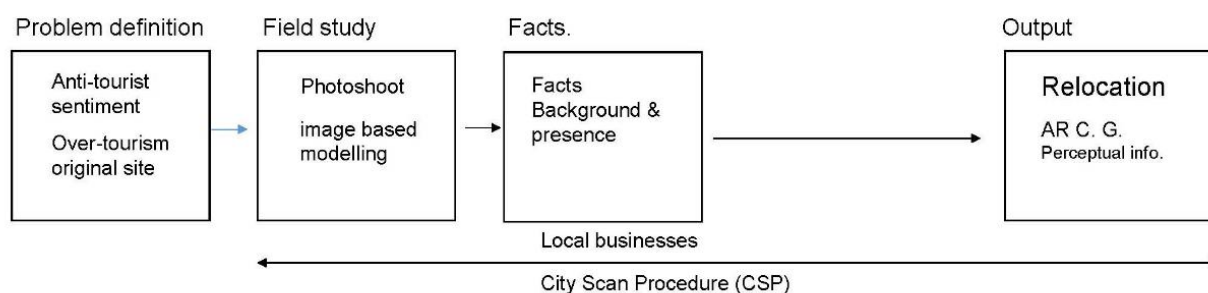 Problem definition
Field study
Facts.
Output
Anti-tourist
sentiment
Over-tourism
original site
Photoshoot
image based
modelling
Facts
Background &
presence
Relocation
AR C. G.
Perceptual info.
Local businesses
City Scan Procedure (CSP)